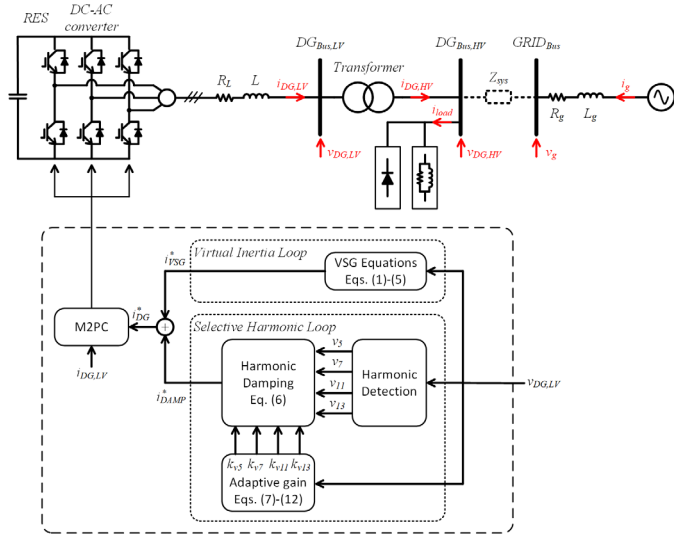 RES
DC-AC
converter
R_L
L
i_DG,LV
DG_Bus,LV
Transformer
i_DG,HV
DG_Bus,HV
Z_sys
GRID_Bus
R_g
L_g
i_g
i_load
v_DG,LV
v_DG,HV
v_g
Virtual Inertia Loop
i*_VSG
VSG Equations
Eqs. (1)-(5)
M2PC
i*_DG
+
i_DG,LV
i*_DAMP
Selective Harmonic Loop
Harmonic
Damping
Eq. (6)
v_5
v_7
v_11
v_13
Harmonic
Detection
v_DG,LV
k_v5 k_v7 k_v11 k_v13
Adaptive gain
Eqs. (7)-(12)